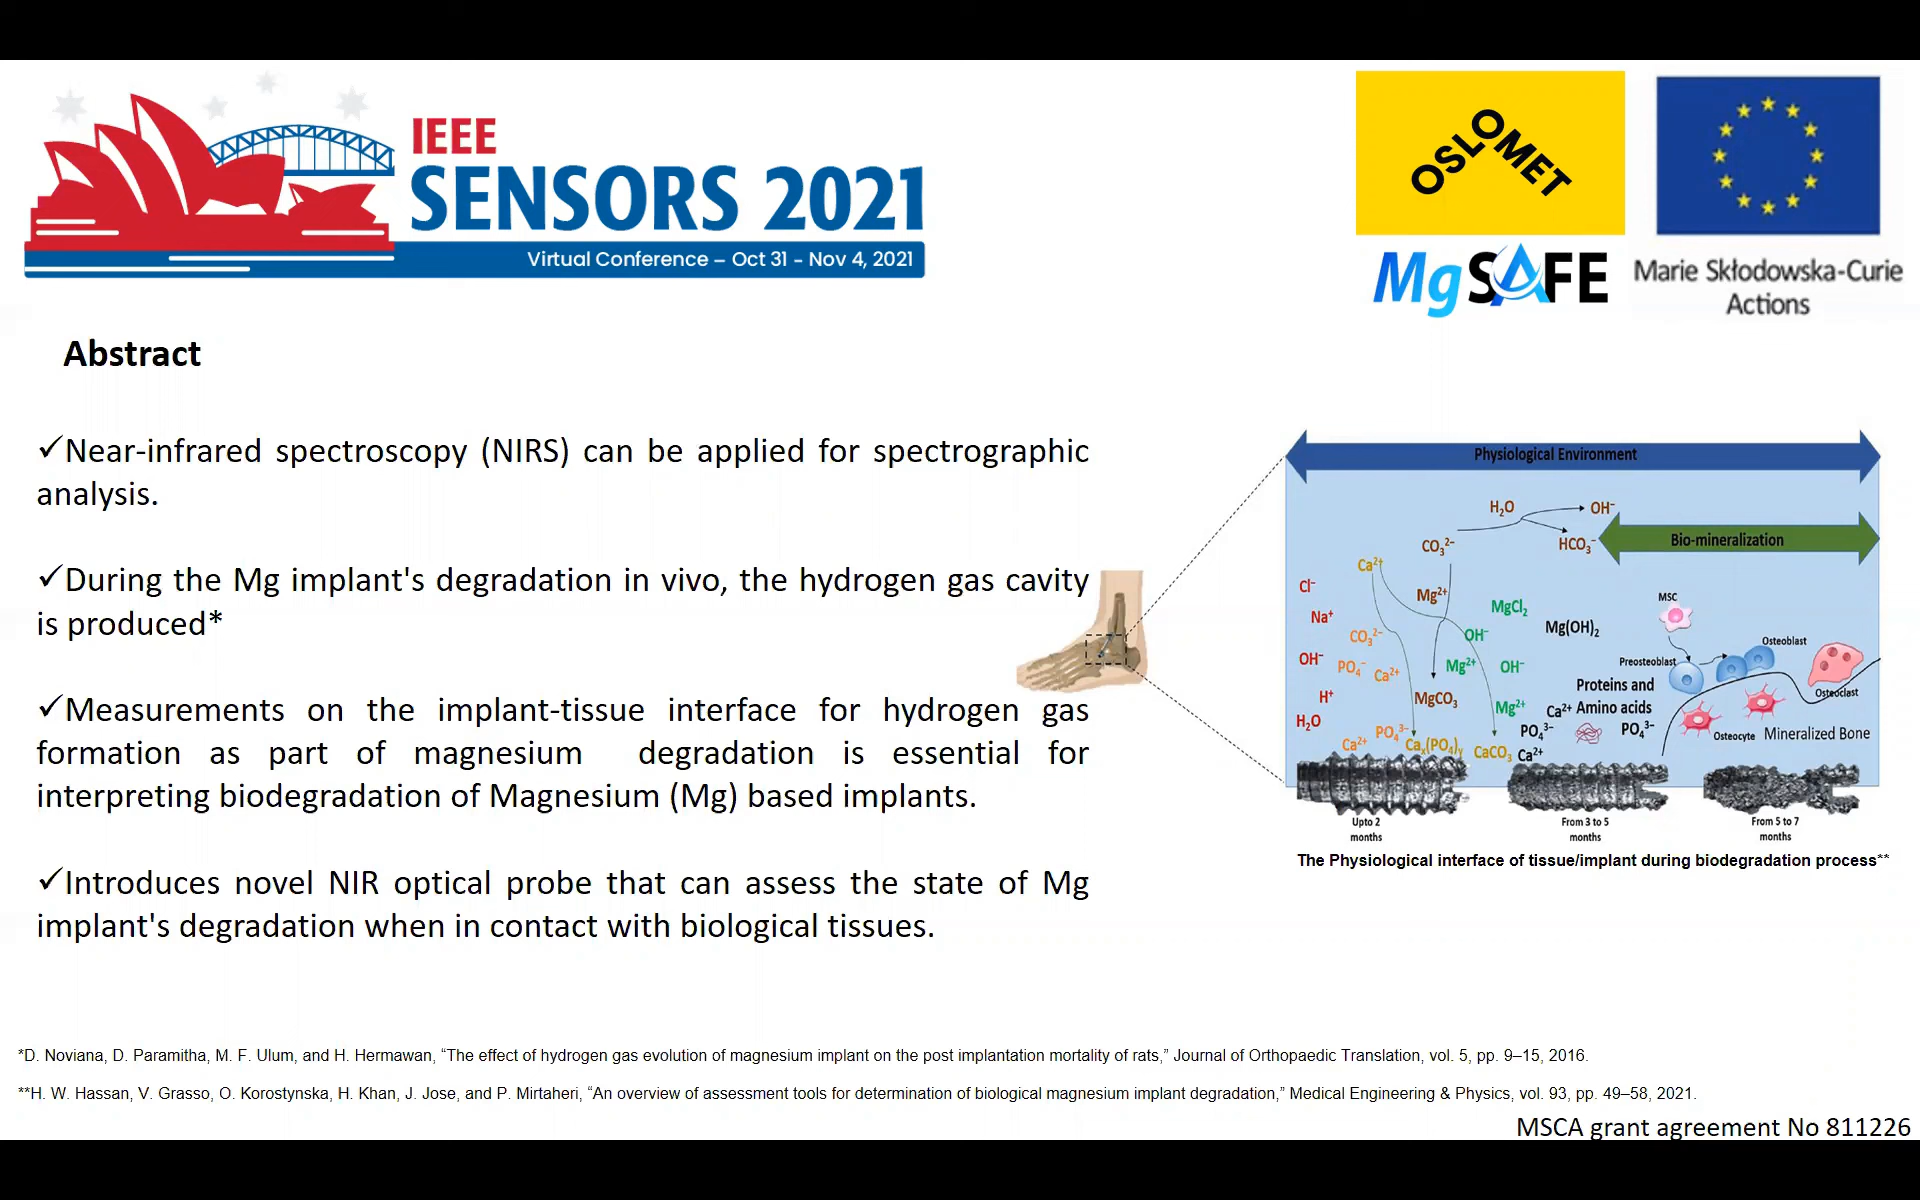 IEEE
SENSORS 2021
Virtual Conference – Oct 31 - Nov 4, 2021
OSLOMET
MgSAFE
Marie Skłodowska-Curie
Actions
Abstract
✓Near-infrared spectroscopy (NIRS) can be applied for spectrographic
analysis.
✓During the Mg implant's degradation in vivo, the hydrogen gas cavity
is produced*
✓Measurements on the implant-tissue interface for hydrogen gas
formation as part of magnesium degradation is essential for
interpreting biodegradation of Magnesium (Mg) based implants.
✓Introduces novel NIR optical probe that can assess the state of Mg
implant's degradation when in contact with biological tissues.
Physiological Environment
H₂O
OH⁻
CO₃²⁻
HCO₃⁻
Bio-mineralization
Ca²⁺
Cl⁻
Mg²⁺
Na⁺
MgCl₂
MSC
CO₃²⁻
OH⁻
Mg(OH)₂
Osteoblast
OH⁻
PO₄⁻
Ca²⁺
Mg²⁺
OH⁻
Preosteoblast
H⁺
MgCO₃
Proteins and
Amino acids
Osteoclast
H₂O
Mg²⁺
Ca²⁺
PO₄³⁻
PO₄³⁻
PO₄³⁻
Osteocyte
Mineralized Bone
Ca²⁺
Caₓ(PO₄)ᵧ
CaCO₃
Ca²⁺
Upto 2
months
From 3 to 5
months
From 5 to 7
months
The Physiological interface of tissue/implant during biodegradation process**
*D. Noviana, D. Paramitha, M. F. Ulum, and H. Hermawan, “The effect of hydrogen gas evolution of magnesium implant on the post implantation mortality of rats,” Journal of Orthopaedic Translation, vol. 5, pp. 9–15, 2016.
**H. W. Hassan, V. Grasso, O. Korostynska, H. Khan, J. Jose, and P. Mirtaheri, “An overview of assessment tools for determination of biological magnesium implant degradation,” Medical Engineering & Physics, vol. 93, pp. 49–58, 2021.
MSCA grant agreement No 811226